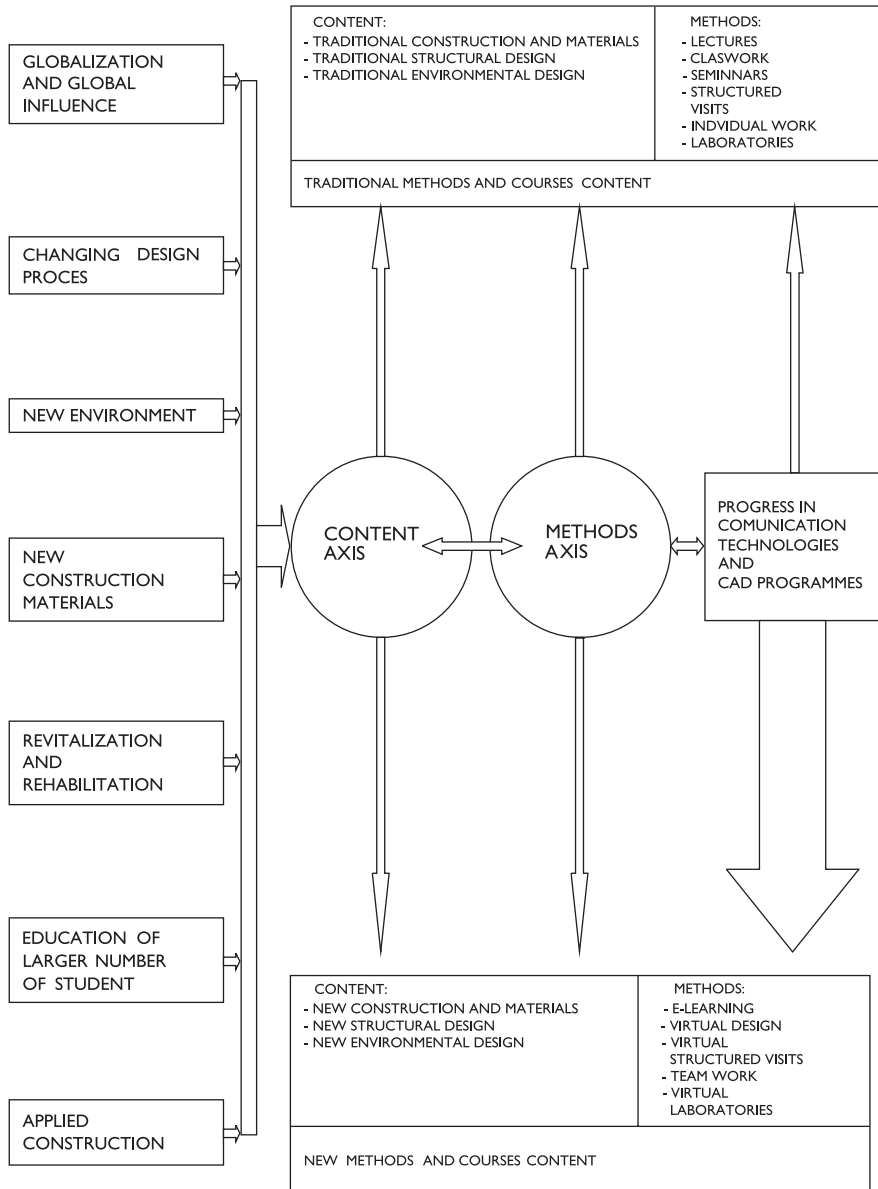 GLOBALIZATION
AND GLOBAL
INFLUENCE
CHANGING DESIGN
PROCES
NEW ENVIRONMENT
NEW
CONSTRUCTION
MATERIALS
REVITALIZATION
AND
REHABILITATION
EDUCATION OF
LARGER NUMBER
OF STUDENT
APPLIED
CONSTRUCTION
CONTENT:
- TRADITIONAL CONSTRUCTION AND MATERIALS
- TRADITIONAL STRUCTURAL DESIGN
- TRADITIONAL ENVIRONMENTAL DESIGN
METHODS:
- LECTURES
- CLASWORK
- SEMINNARS
- STRUCTURED
VISITS
- INDVIDUAL WORK
- LABORATORIES
TRADITIONAL METHODS AND COURSES CONTENT
CONTENT
AXIS
METHODS
AXIS
PROGRESS IN
COMUNICATION
TECHNOLOGIES
AND
CAD PROGRAMMES
CONTENT:
- NEW CONSTRUCTION AND MATERIALS
- NEW STRUCTURAL DESIGN
- NEW ENVIRONMENTAL DESIGN
METHODS:
- E-LEARNING
- VIRTUAL DESIGN
- VIRTUAL
STRUCTURED VISITS
- TEAM WORK
- VIRTUAL
LABORATORIES
NEW METHODS AND COURSES CONTENT